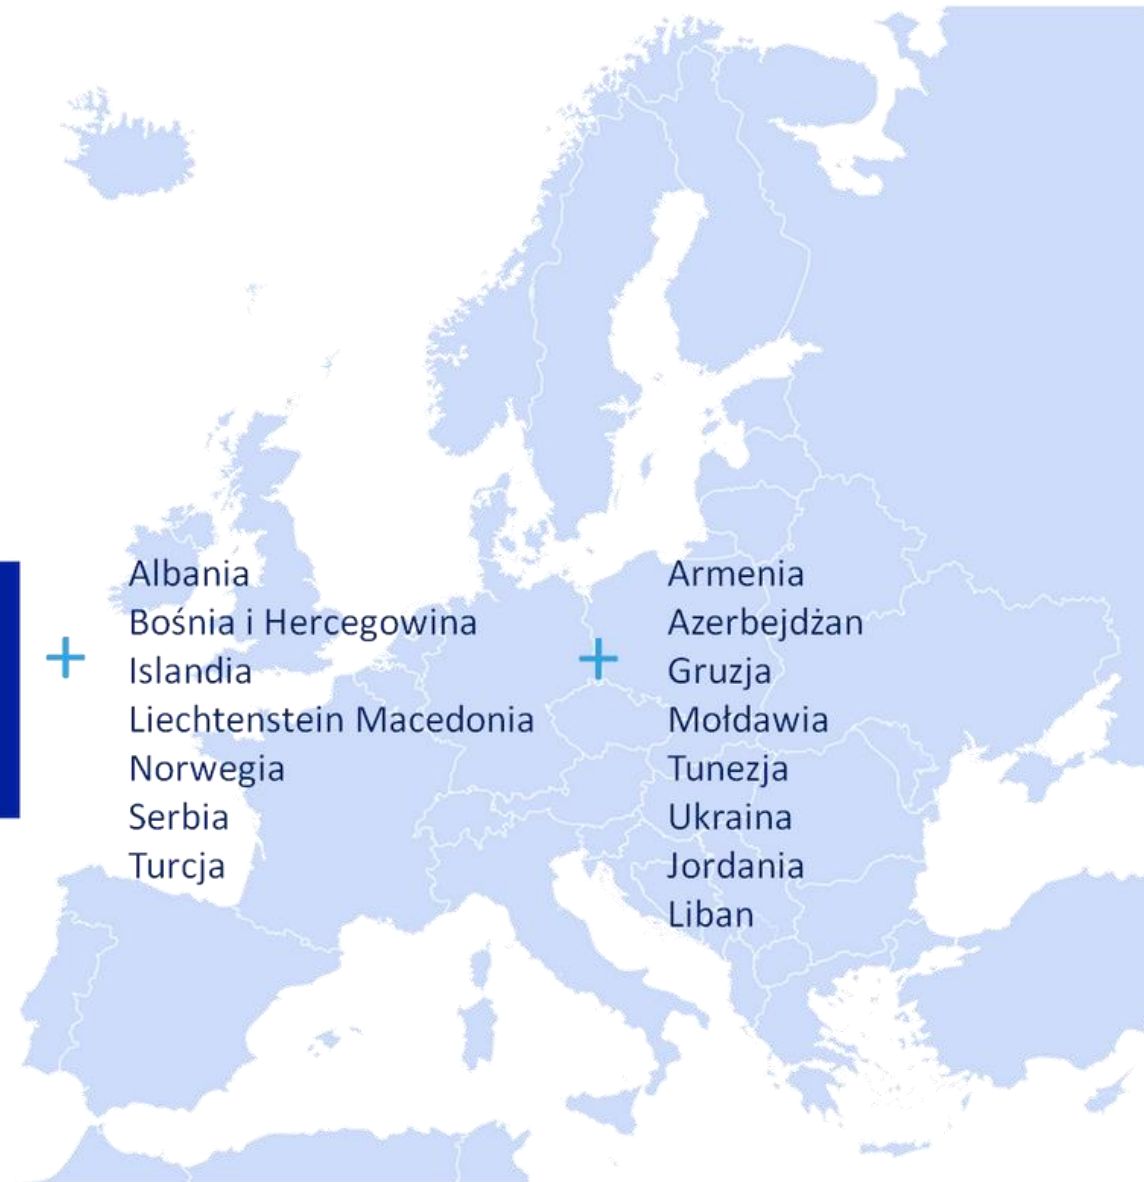 +
Albania
Bośnia i Hercegowina
Islandia
Liechtenstein Macedonia
Norwegia
Serbia
Turcja
+
Armenia
Azerbejdżan
Gruzja
Mołdawia
Tunezja
Ukraina
Jordania
Liban